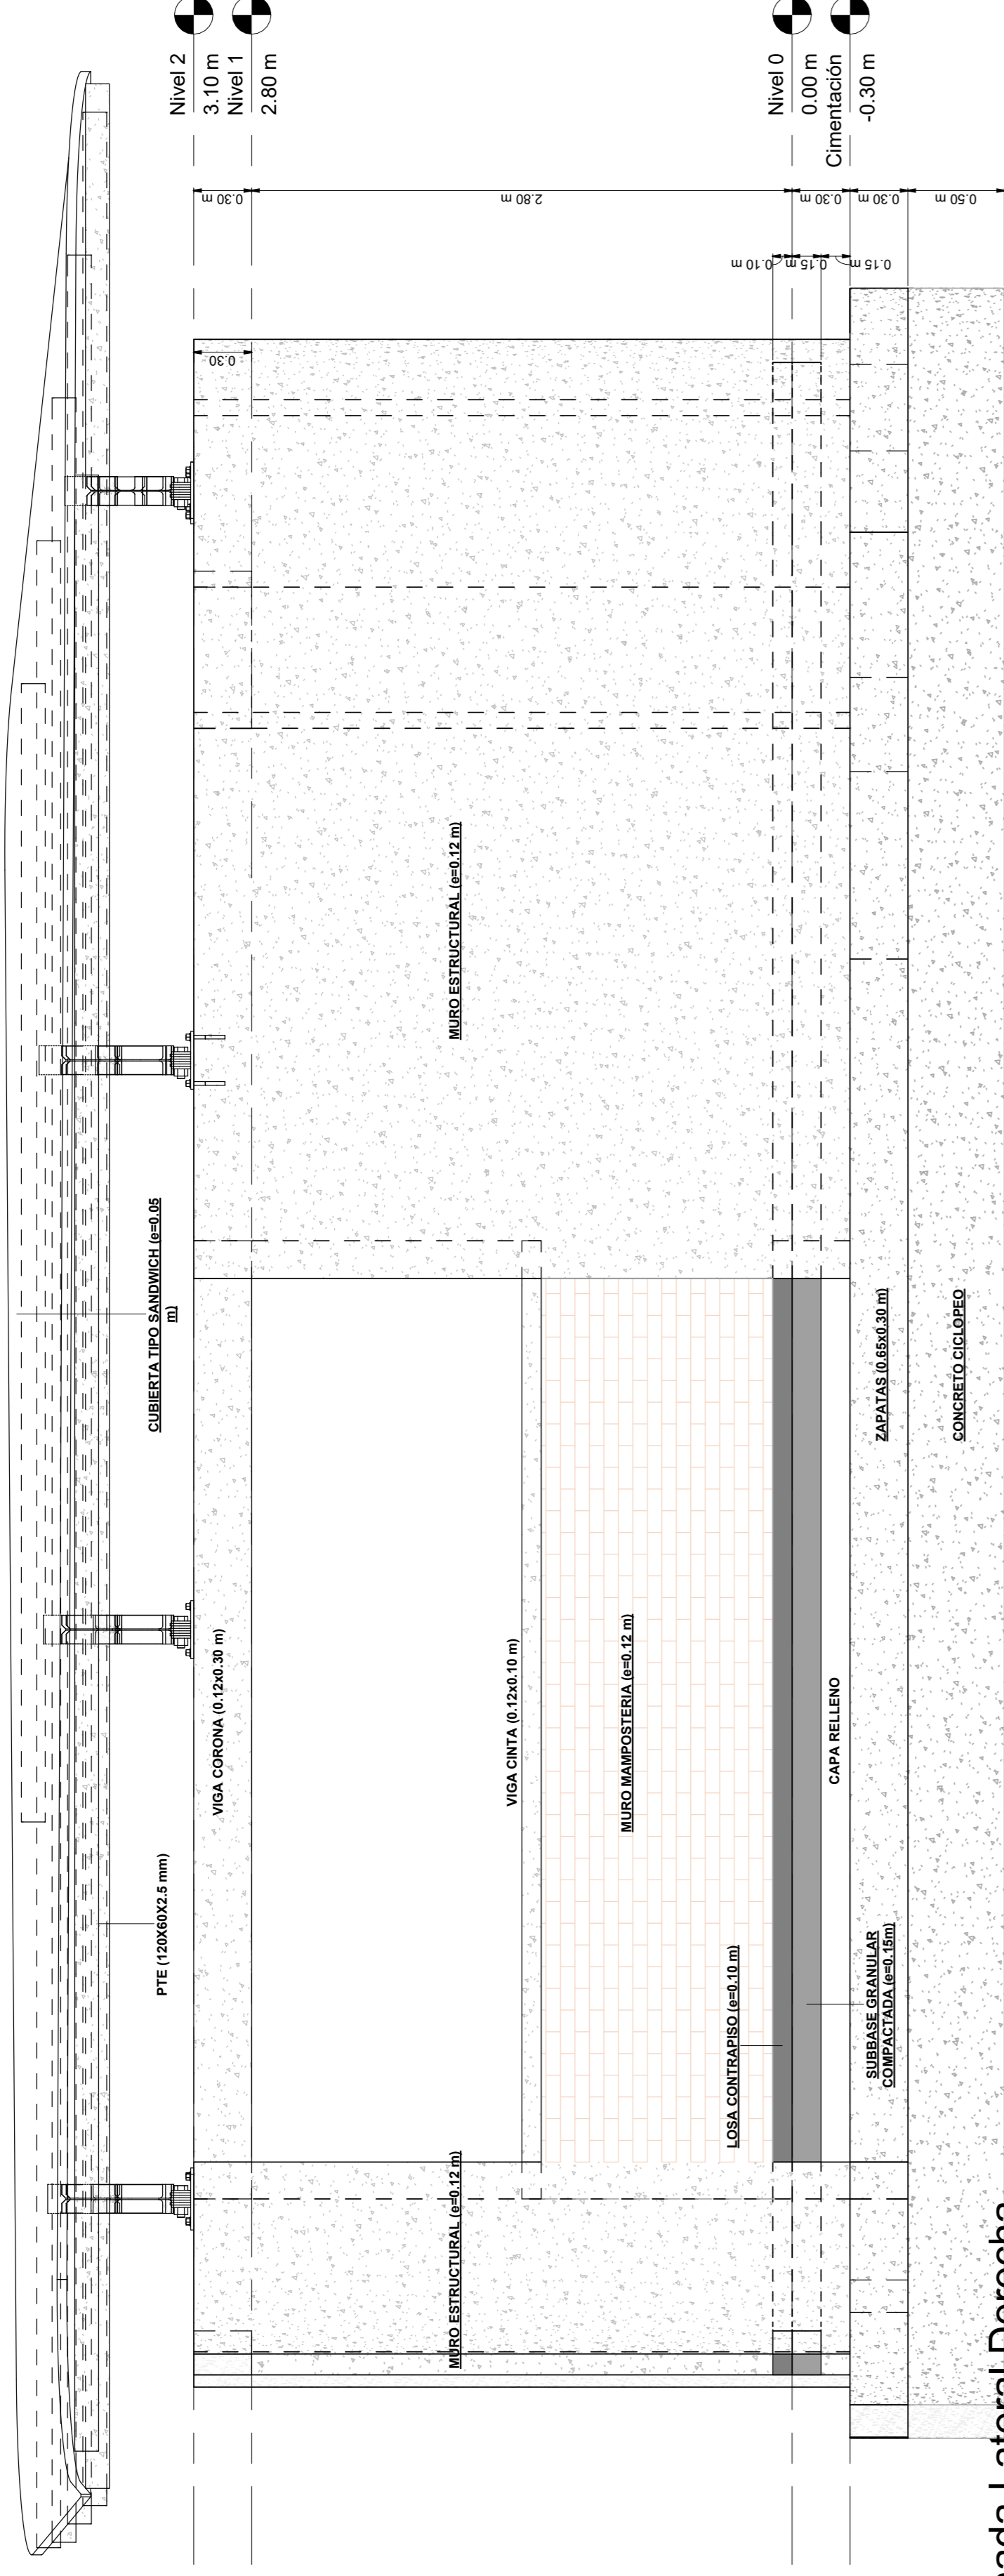 Nivel 2
3.10 m
Nivel 1
2.80 m
Nivel 0
0.00 m
Cimentación
-0.30 m
0.30 m
2.80 m
0.30 m
0.30 m
0.50 m
0.10 m
0.15 m
0.15 m
0.30
CUBIERTA TIPO SANDWICH (e=0.05
m)
PTE (120X60X2.5 mm)
VIGA CORONA (0.12x0.30 m)
MURO ESTRUCTURAL (e=0.12 m)
VIGA CINTA (0.12x0.10 m)
MURO MAMPOSTERIA (e=0.12 m)
MURO ESTRUCTURAL (e=0.12 m)
LOSA CONTRAPISO (e=0.10 m)
CAPA RELLENO
SUBBASE GRANULAR
COMPACTADA (e=0.15m)
ZAPATAS (0.65x0.30 m)
CONCRETO CICLOPEO
Lateral Derecha